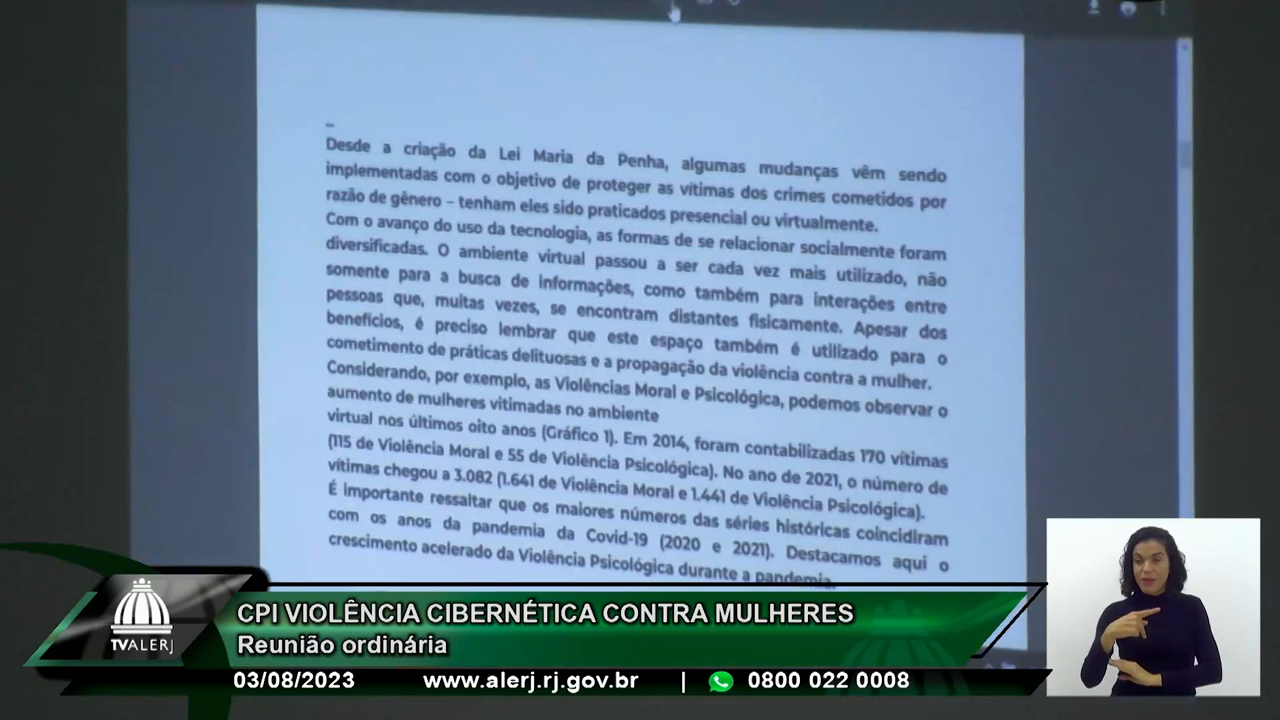 Desde a criação da Lei Maria da Penha, algumas mudanças vêm sendo
implementadas com o objetivo de proteger as vítimas dos crimes cometidos por
razão de gênero – tenham eles sido praticados presencial ou virtualmente.
Com o avanço do uso da tecnologia, as formas de se relacionar socialmente foram
diversificadas. O ambiente virtual passou a ser cada vez mais utilizado, não
somente para a busca de informações, como também para interações entre
pessoas que, muitas vezes, se encontram distantes fisicamente. Apesar dos
benefícios, é preciso lembrar que este espaço também é utilizado para o
cometimento de práticas delituosas e a propagação da violência contra a mulher.
Considerando, por exemplo, as Violências Moral e Psicológica, podemos observar o
aumento de mulheres vitimadas no ambiente
virtual nos últimos oito anos (Gráfico 1). Em 2014, foram contabilizadas 170 vítimas
(115 de Violência Moral e 55 de Violência Psicológica). No ano de 2021, o número de
vítimas chegou a 3.082 (1.641 de Violência Moral e 1.441 de Violência Psicológica).
É importante ressaltar que os maiores números das séries históricas coincidiram
com os anos da pandemia da Covid-19 (2020 e 2021). Destacamos aqui o
crescimento acelerado da Violência Psicológica durante a pandemia.
CPI VIOLÊNCIA CIBERNÉTICA CONTRA MULHERES
Reunião ordinária
TVALERJ
03/08/2023 www.alerj.rj.gov.br | 0800 022 0008